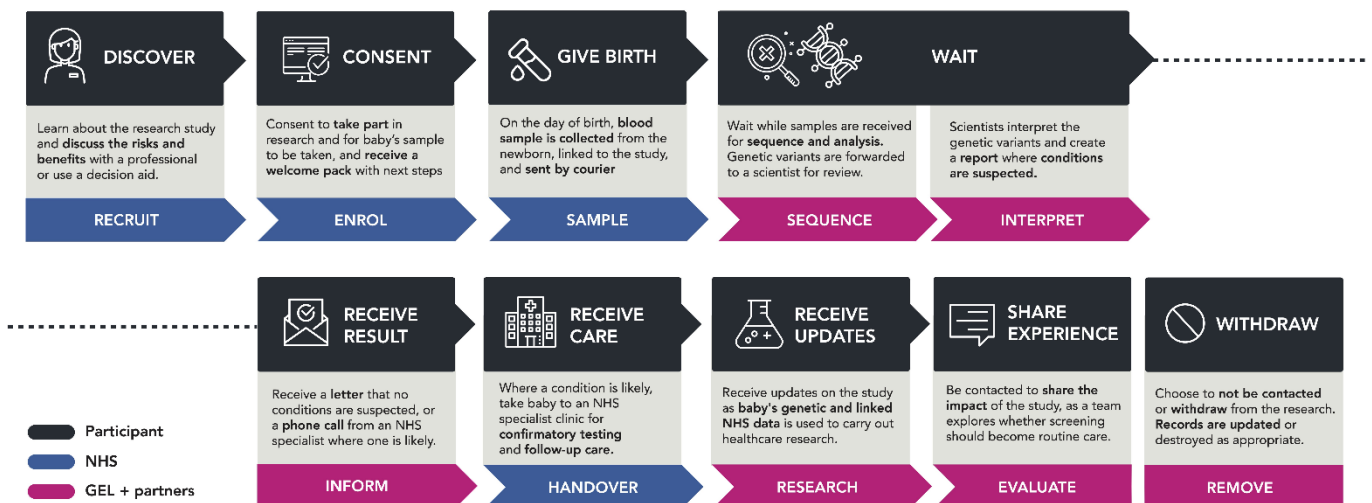 DISCOVER
Learn about the research study
and discuss the risks and
benefits with a professional
or use a decision aid.
RECRUIT
CONSENT
Consent to take part in
research and for baby's sample
to be taken, and receive a
welcome pack with next steps
ENROL
GIVE BIRTH
On the day of birth, blood
sample is collected from the
newborn, linked to the study,
and sent by courier
SAMPLE
WAIT
Wait while samples are received
for sequence and analysis.
Genetic variants are forwarded
to a scientist for review.
SEQUENCE
Scientists interpret the
genetic variants and create
a report where conditions
are suspected.
INTERPRET
RECEIVE
RESULT
Receive a letter that no
conditions are suspected, or
a phone call from an NHS
specialist where one is likely.
INFORM
RECEIVE
CARE
Where a condition is likely,
take baby to an NHS
specialist clinic for
confirmatory testing
and follow-up care.
HANDOVER
RECEIVE
UPDATES
Receive updates on the study
as baby's genetic and linked
NHS data is used to carry out
healthcare research.
RESEARCH
SHARE
EXPERIENCE
Be contacted to share the
impact of the study, as a team
explores whether screening
should become routine care.
EVALUATE
WITHDRAW
Choose to not be contacted
or withdraw from the research.
Records are updated or
destroyed as appropriate.
REMOVE
Participant
NHS
GEL + partners